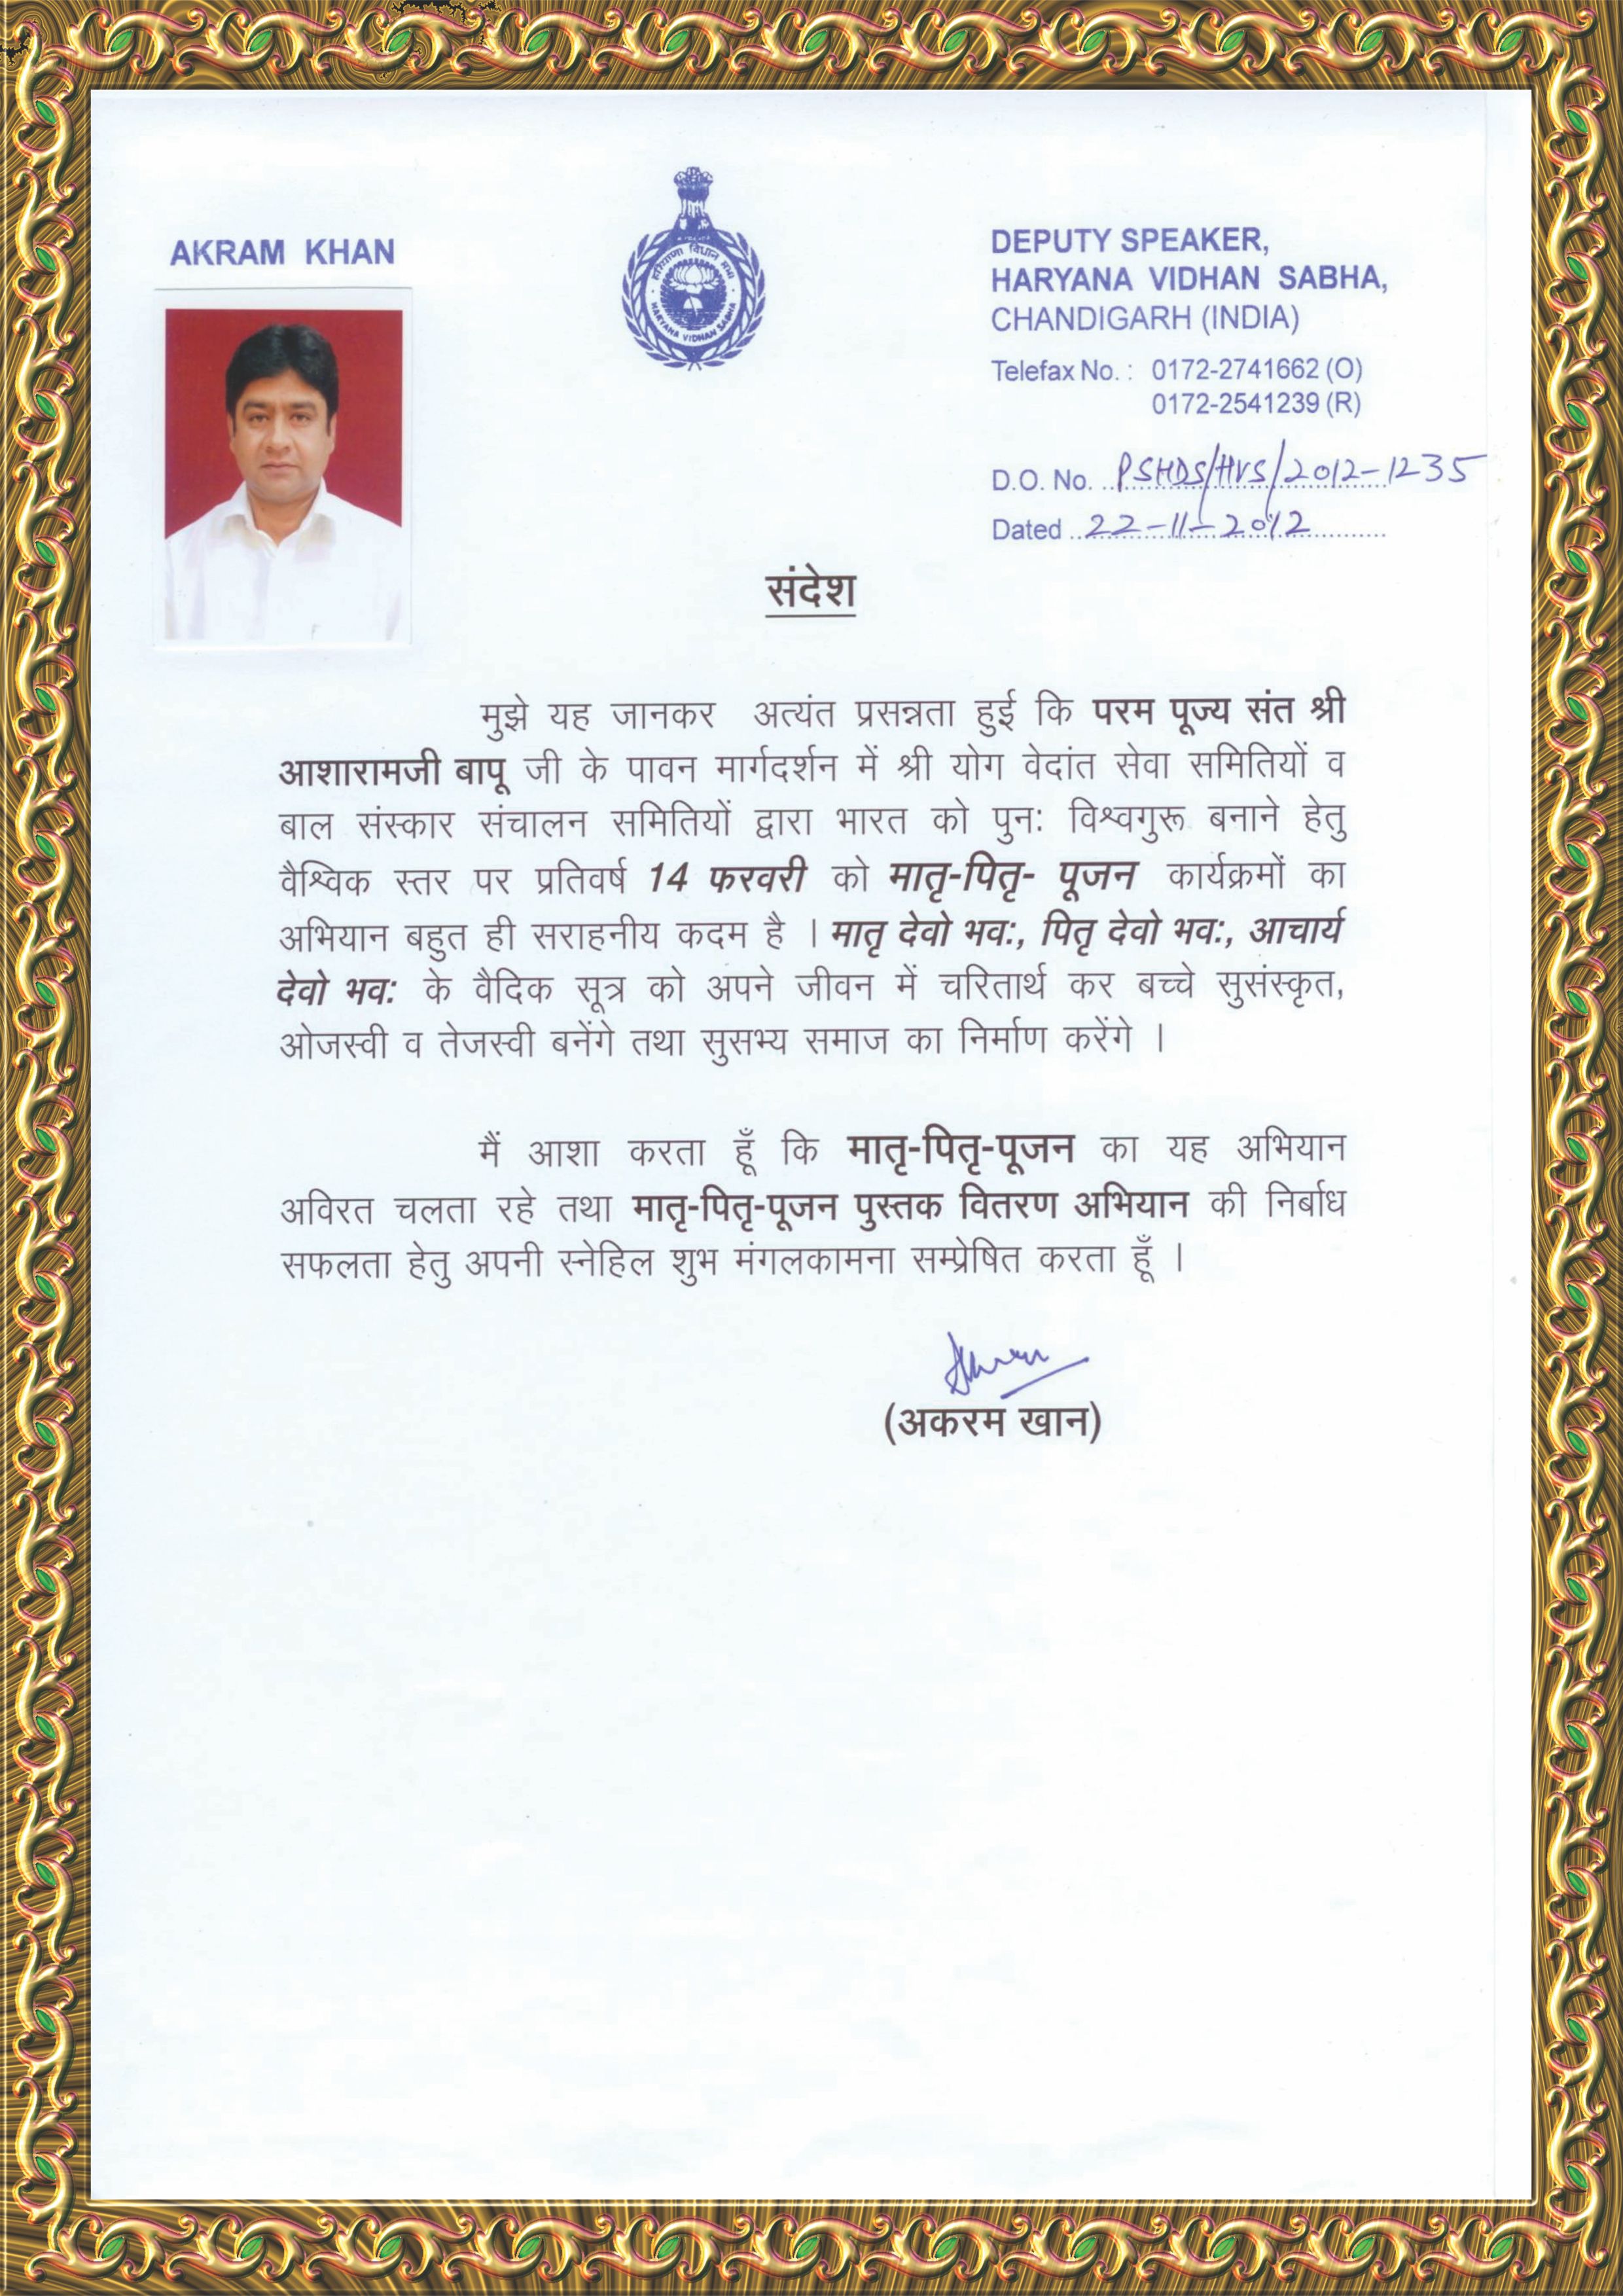 AKRAM KHAN
हरियाणा विधान सभा
HARYANA VIDHAN SABHA
DEPUTY SPEAKER,
HARYANA VIDHAN SABHA,
CHANDIGARH (INDIA)
Telefax No. : 0172-2741662 (O)
0172-2541239 (R)
D.O. No. PSHDS/HVS/2012-1235
Dated 22-11-2012
संदेश
मुझे यह जानकर अत्यंत प्रसन्नता हुई कि परम पूज्य संत श्री
आशारामजी बापू जी के पावन मार्गदर्शन में श्री योग वेदांत सेवा समितियों व
बाल संस्कार संचालन समितियों द्वारा भारत को पुन: विश्वगुरू बनाने हेतु
वैश्विक स्तर पर प्रतिवर्ष 14 फरवरी को मातृ-पितृ- पूजन कार्यक्रमों का
अभियान बहुत ही सराहनीय कदम है । मातृ देवो भव:, पितृ देवो भव:, आचार्य
देवो भव: के वैदिक सूत्र को अपने जीवन में चरितार्थ कर बच्चे सुसंस्कृत,
ओजस्वी व तेजस्वी बनेंगे तथा सुसभ्य समाज का निर्माण करेंगे ।
मैं आशा करता हूँ कि मातृ-पितृ-पूजन का यह अभियान
अविरत चलता रहे तथा मातृ-पितृ-पूजन पुस्तक वितरण अभियान की निर्बाध
सफलता हेतु अपनी स्नेहिल शुभ मंगलकामना सम्प्रेषित करता हूँ ।
(अकरम खान)